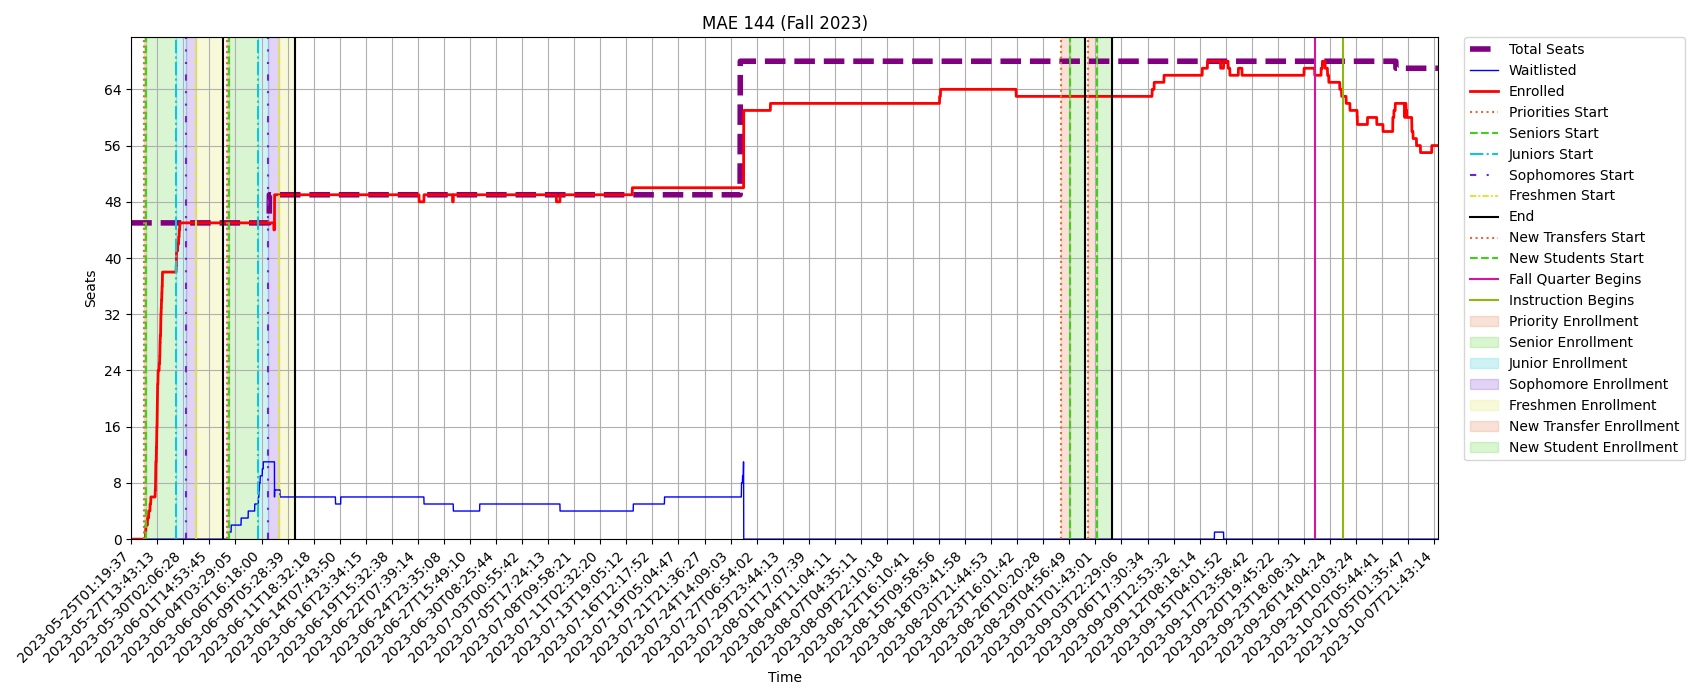 MAE 144 (Fall 2023)
Seats
64
56
48
40
32
24
16
8
0
2023-05-25T01:19:37
2023-05-27T13:43:13
2023-05-30T02:06:28
2023-06-01T14:53:45
2023-06-04T03:29:05
2023-06-06T16:18:00
2023-06-09T05:28:39
2023-06-11T18:32:18
2023-06-14T07:43:50
2023-06-16T23:34:15
2023-06-19T15:32:38
2023-06-22T07:39:14
2023-06-24T23:35:08
2023-06-27T15:49:10
2023-06-30T08:25:44
2023-07-03T00:55:42
2023-07-05T17:24:13
2023-07-08T09:58:21
2023-07-11T02:32:20
2023-07-13T19:05:12
2023-07-16T12:17:52
2023-07-19T05:04:47
2023-07-21T21:36:27
2023-07-24T14:09:03
2023-07-27T06:54:02
2023-07-29T23:44:13
2023-08-01T17:07:39
2023-08-04T11:04:11
2023-08-07T04:35:11
2023-08-09T22:10:18
2023-08-12T16:10:41
2023-08-15T09:58:56
2023-08-18T03:41:58
2023-08-20T21:44:53
2023-08-23T16:01:42
2023-08-26T10:20:28
2023-08-29T04:56:49
2023-09-01T01:43:01
2023-09-03T22:29:06
2023-09-06T17:30:34
2023-09-09T12:53:32
2023-09-12T08:18:14
2023-09-15T04:01:52
2023-09-17T23:58:42
2023-09-20T19:45:22
2023-09-23T18:08:31
2023-09-26T14:04:24
2023-09-29T10:03:24
2023-10-02T05:44:41
2023-10-05T01:35:47
2023-10-07T21:43:14
Time
Total Seats
Waitlisted
Enrolled
Priorities Start
Seniors Start
Juniors Start
Sophomores Start
Freshmen Start
End
New Transfers Start
New Students Start
Fall Quarter Begins
Instruction Begins
Priority Enrollment
Senior Enrollment
Junior Enrollment
Sophomore Enrollment
Freshmen Enrollment
New Transfer Enrollment
New Student Enrollment